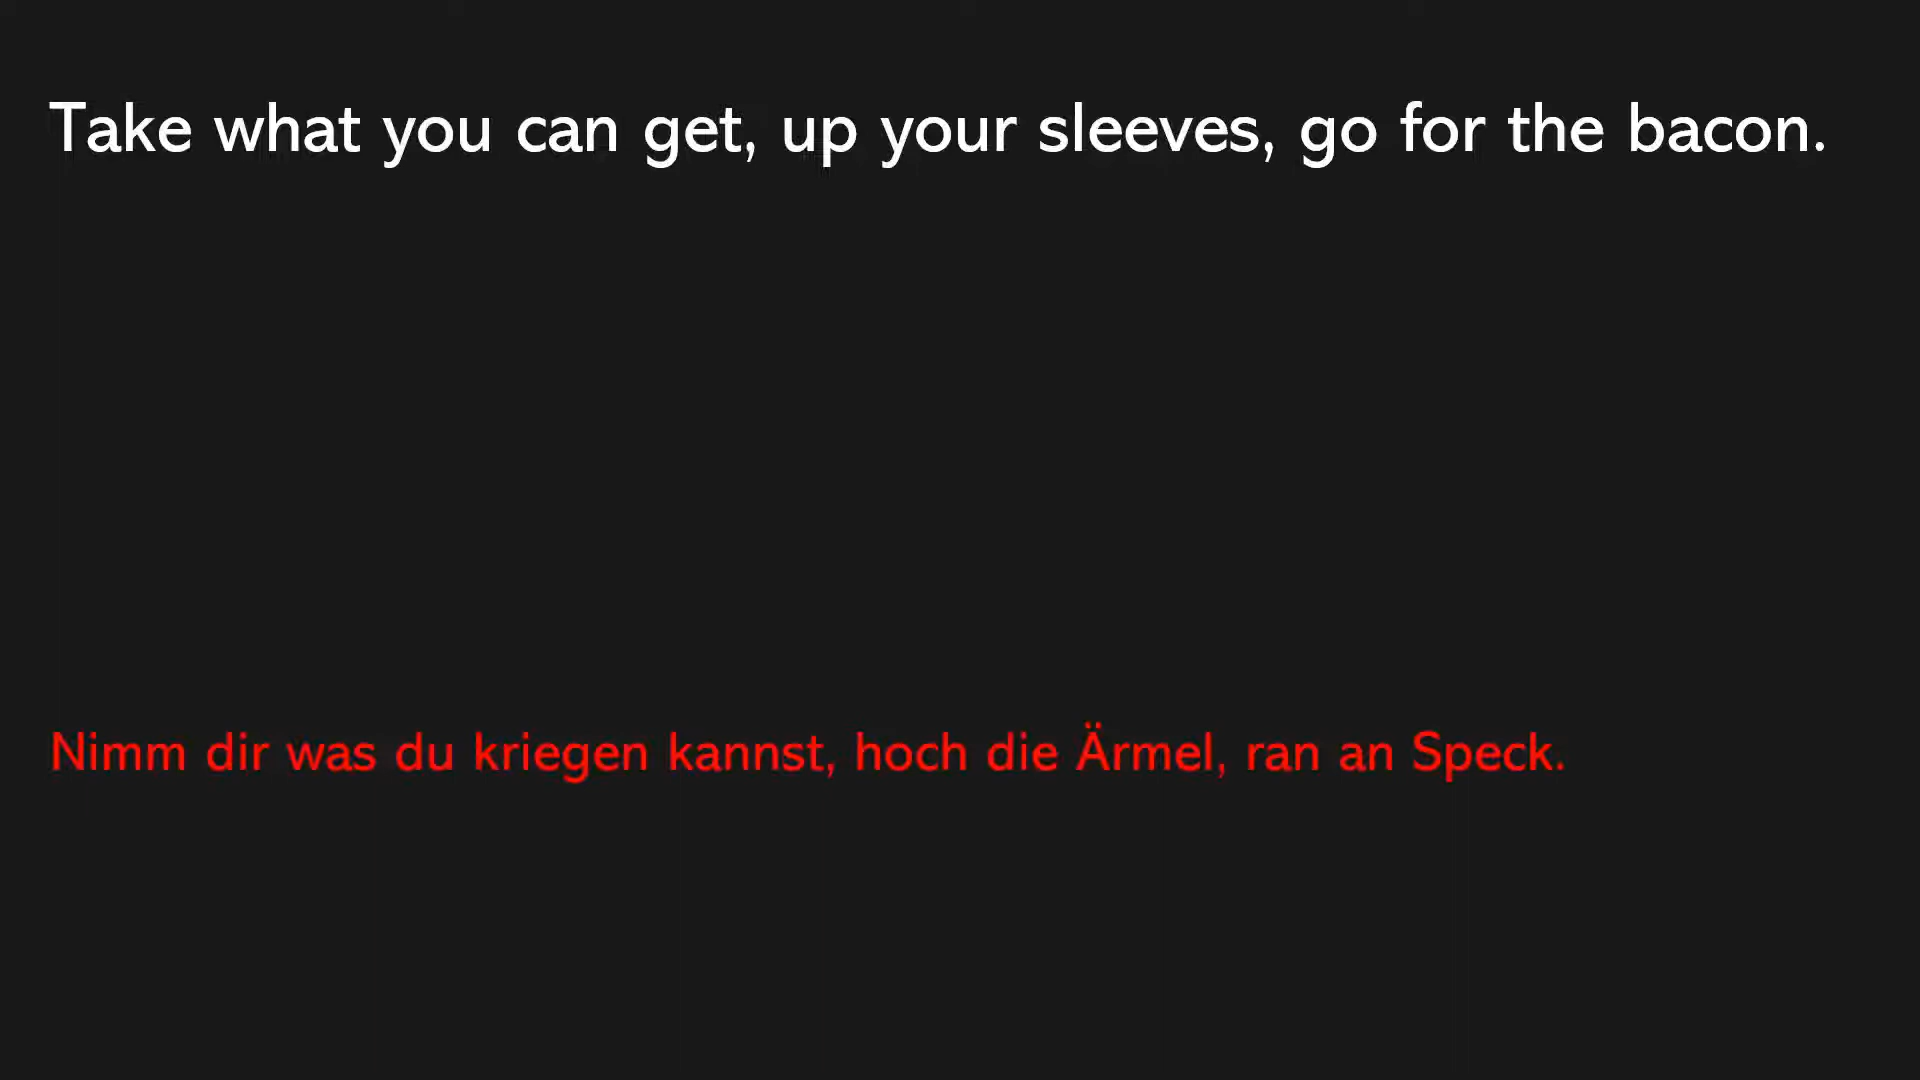 Take what you can get, up your sleeves, go for the bacon.
Nimm dir was du kriegen kannst, hoch die Ärmel, ran an Speck.